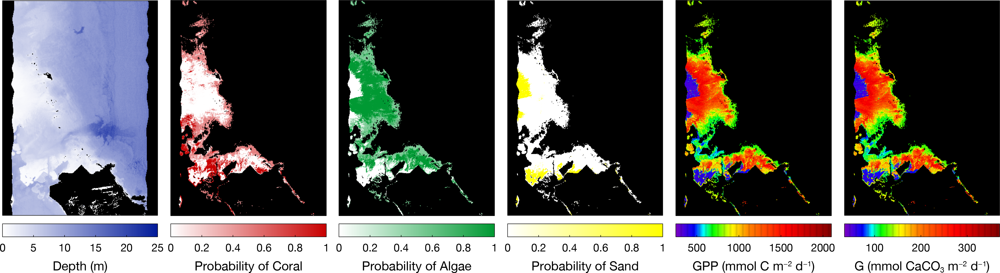 0 5 10 15 20 25 0 0.2 0.4 0.6 0.8 1 0 0.2 0.4 0.6 0.8 1 0 0.2 0.4 0.6 0.8 1 500 1000 1500 2000 100 200 300
Depth (m) Probability of Coral Probability of Algae Probability of Sand GPP (mmol C m⁻² d⁻¹) G (mmol CaCO₃ m⁻² d⁻¹)